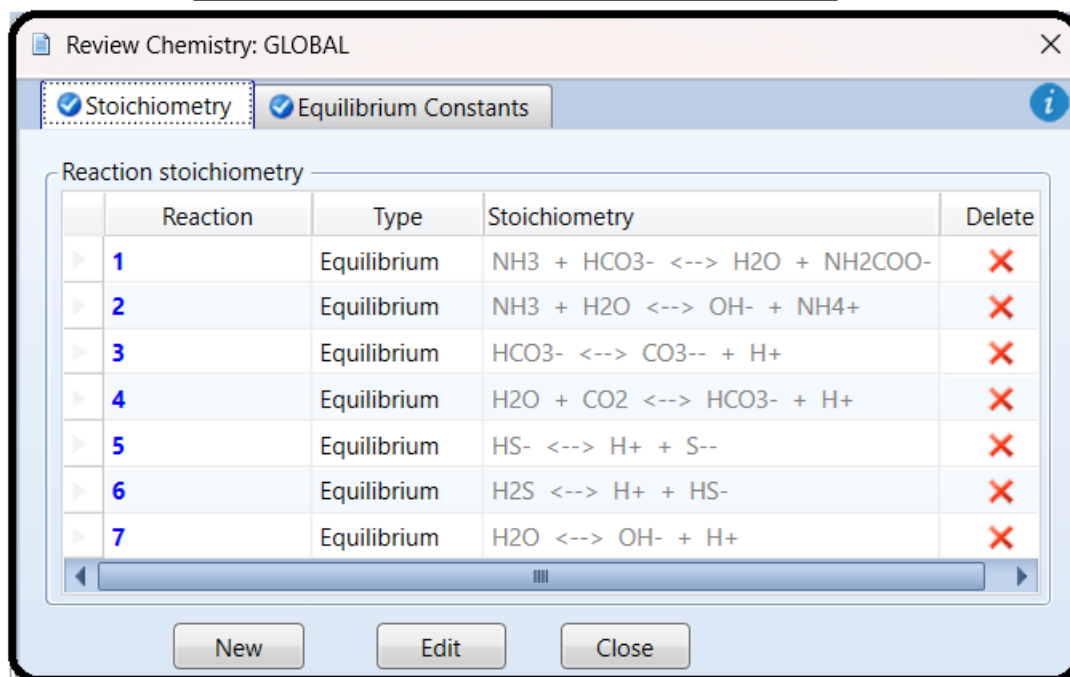 Review Chemistry: GLOBAL
Stoichiometry Equilibrium Constants
Reaction stoichiometry
Reaction Type Stoichiometry Delete
1 Equilibrium NH3 + HCO3- <--> H2O + NH2COO-
2 Equilibrium NH3 + H2O <--> OH- + NH4+
3 Equilibrium HCO3- <--> CO3-- + H+
4 Equilibrium H2O + CO2 <--> HCO3- + H+
5 Equilibrium HS- <--> H+ + S--
6 Equilibrium H2S <--> H+ + HS-
7 Equilibrium H2O <--> OH- + H+
New Edit Close